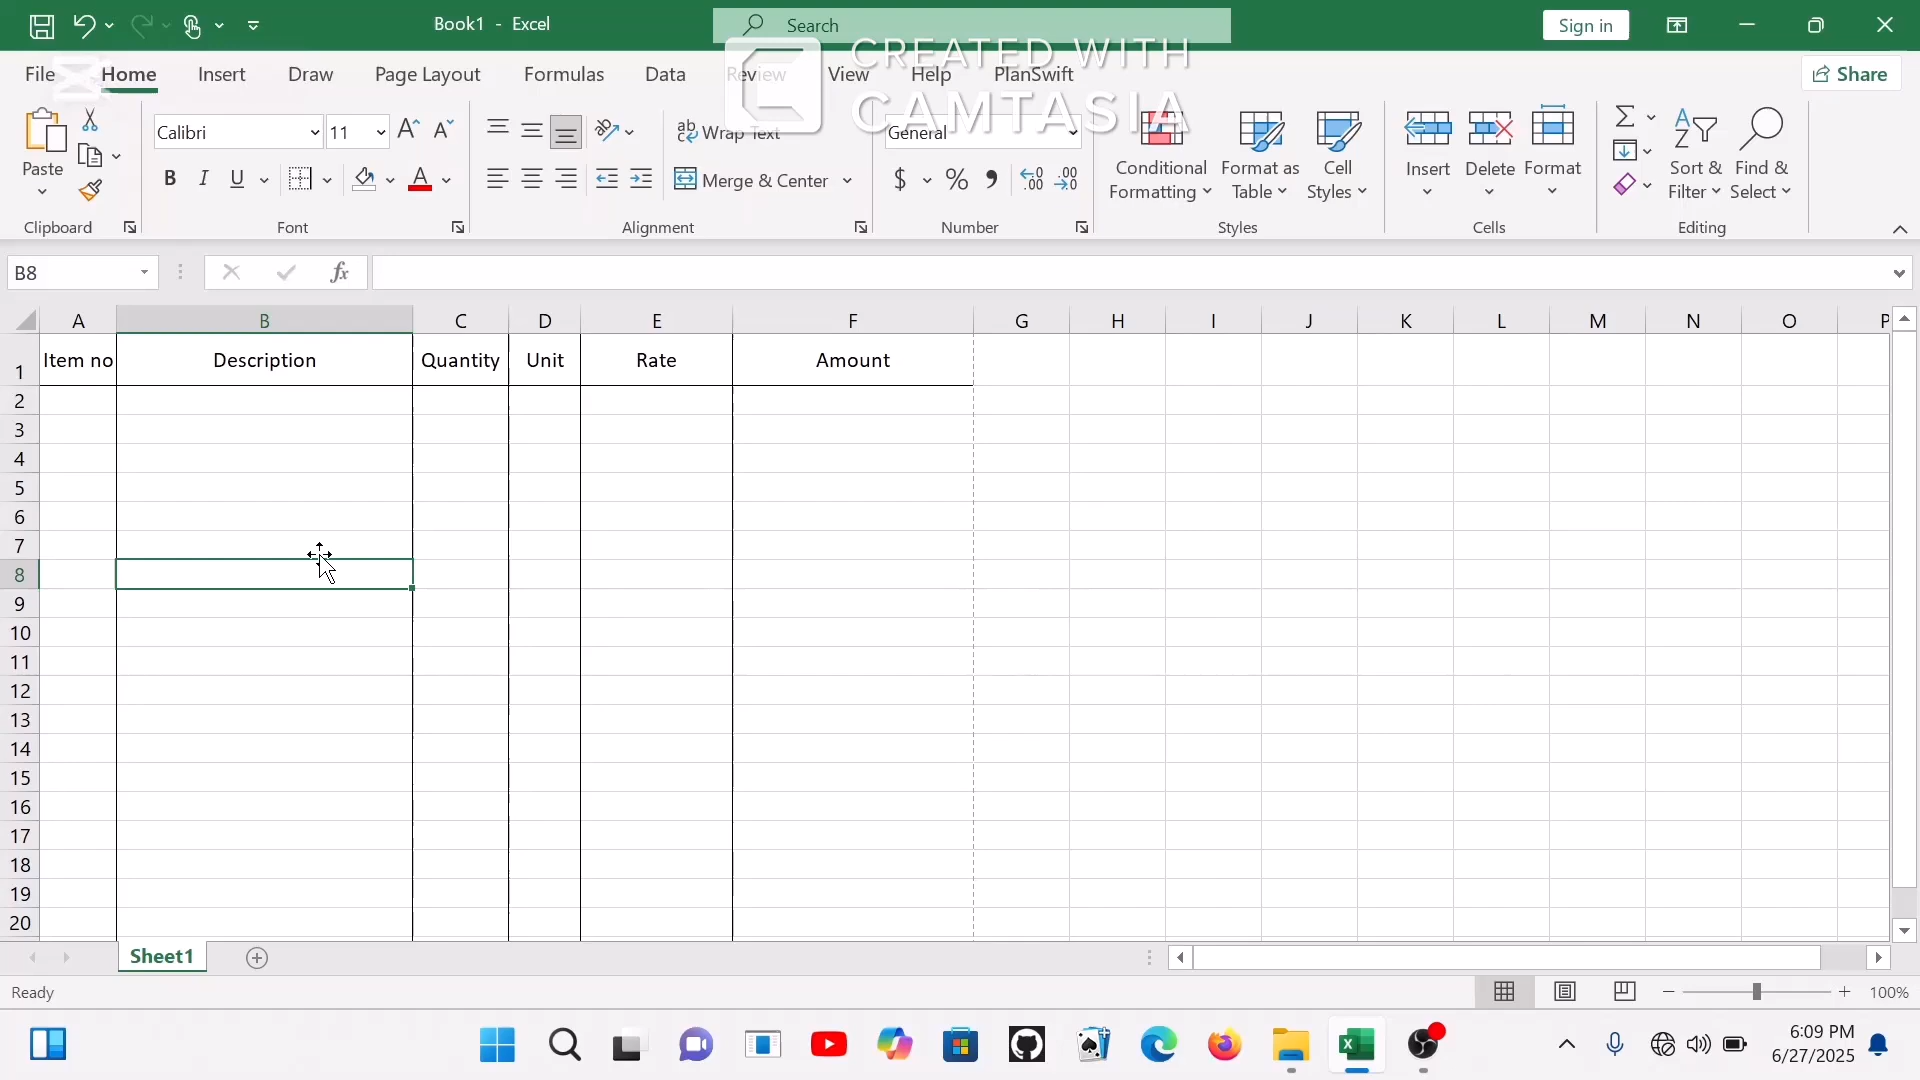 Book1 - Excel
Search
Sign in
CREATED WITH
CAMTASIA
File Home Insert Draw Page Layout Formulas Data Review View Help PlanSwift
Share
Paste
Calibri 11
Wrap Text
Merge & Center
General
Conditional Formatting
Format as Table
Cell Styles
Insert Delete Format
Sort & Filter
Find & Select
Clipboard Font Alignment Number Styles Cells Editing
B8
fx
A B C D E F G H I J K L M N O P
1 Item no Description Quantity Unit Rate Amount
2
3
4
5
6
7
8
9
10
11
12
13
14
15
16
17
18
19
20
Sheet1
Ready
100%
6:09 PM
6/27/2025